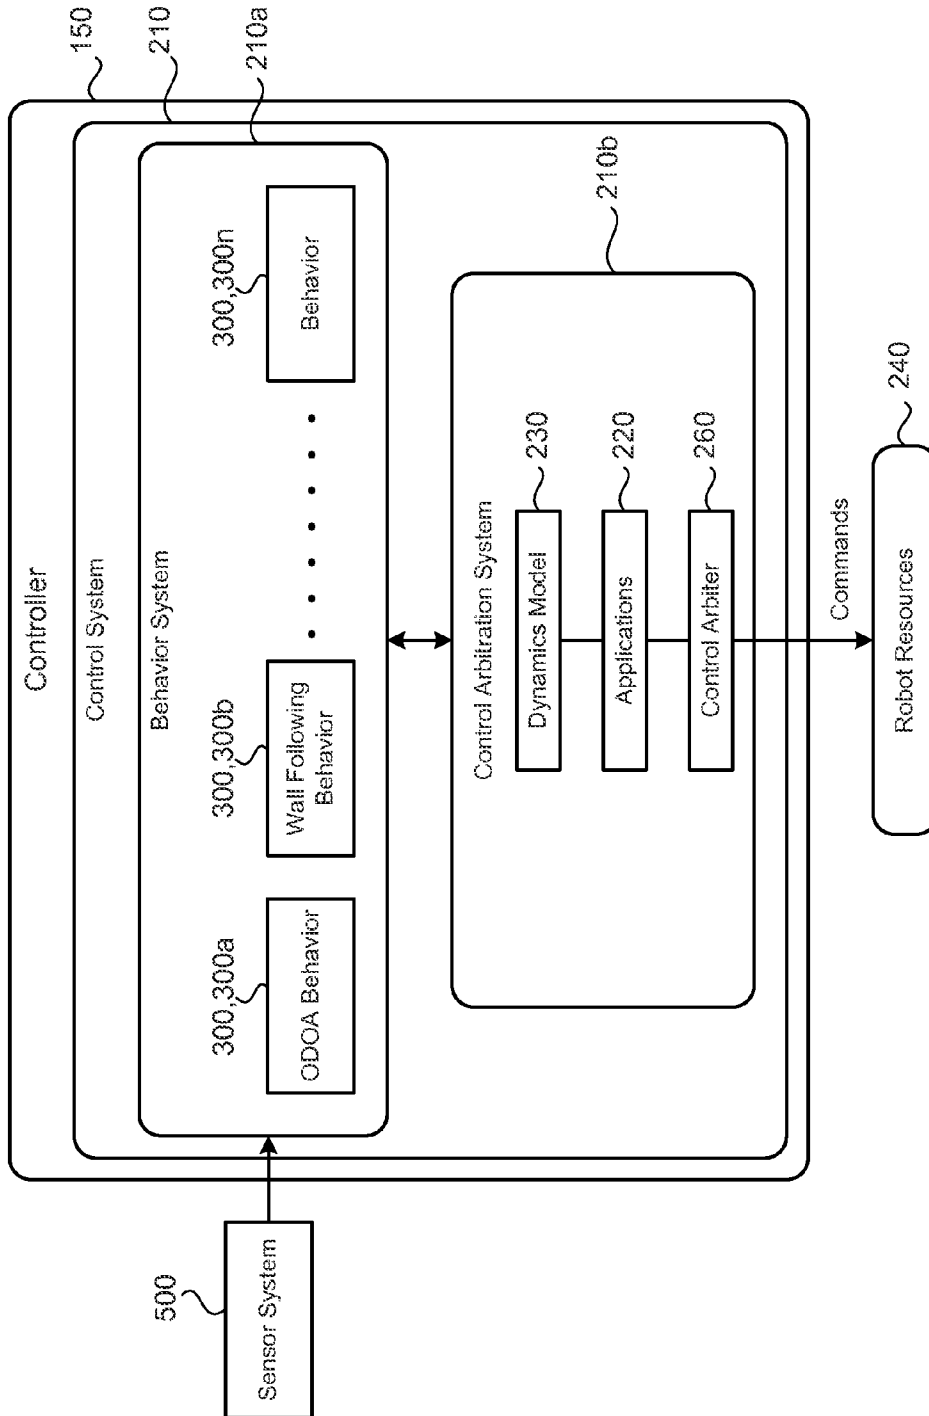 Controller
150
Control System
210
Behavior System
210a
300,300a
300,300b
300,300n
500
Sensor System
ODOA Behavior
Wall Following
Behavior
Behavior
Control Arbitration System
210b
Dynamics Model
230
Applications
220
Control Arbiter
260
Commands
Robot Resources
240